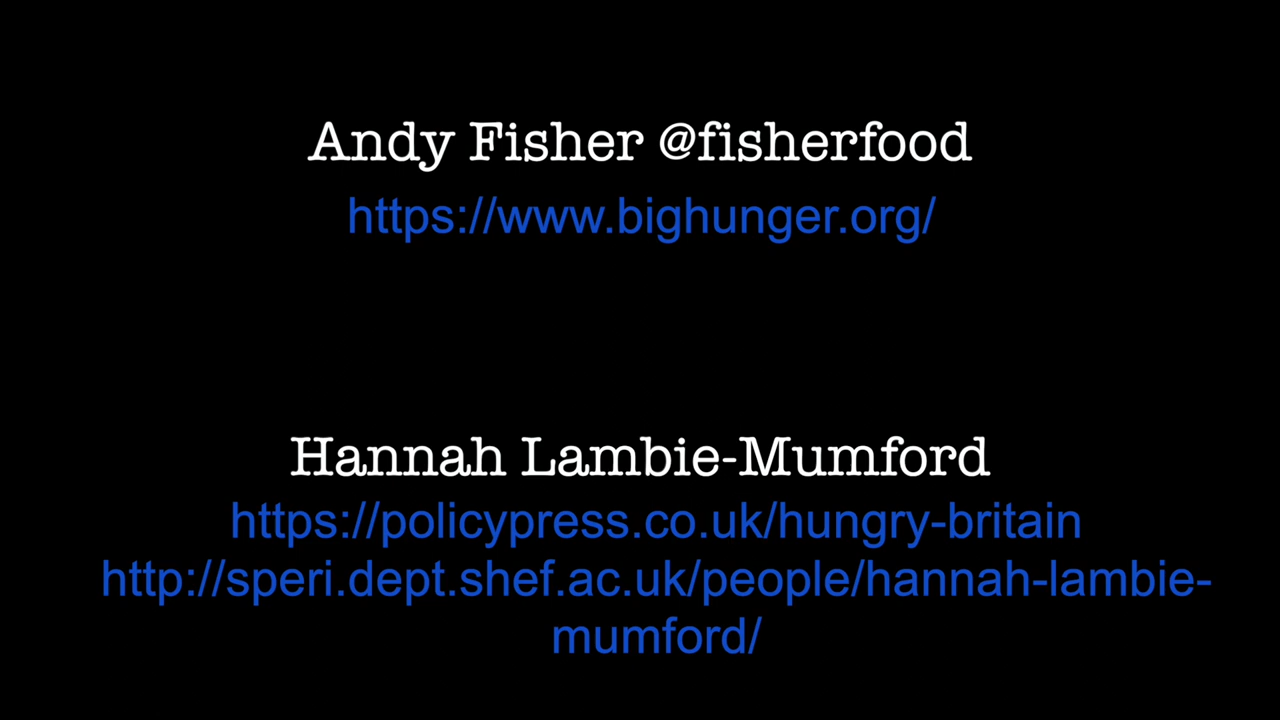 Andy Fisher @fisherfood
https://www.bighunger.org/
Hannah Lambie-Mumford
https://policypress.co.uk/hungry-britain
http://speri.dept.shef.ac.uk/people/hannah-lambie-
mumford/